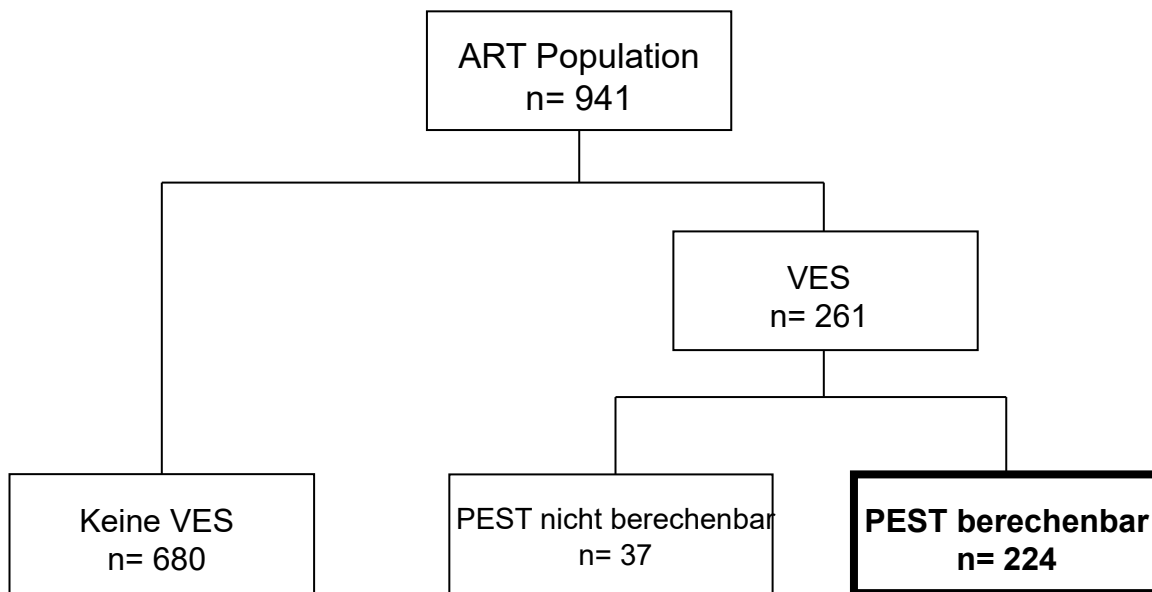 ART Population
n= 941
VES
n= 261
Keine VES
n= 680
PEST nicht berechenbar
n= 37
PEST berechenbar
n= 224